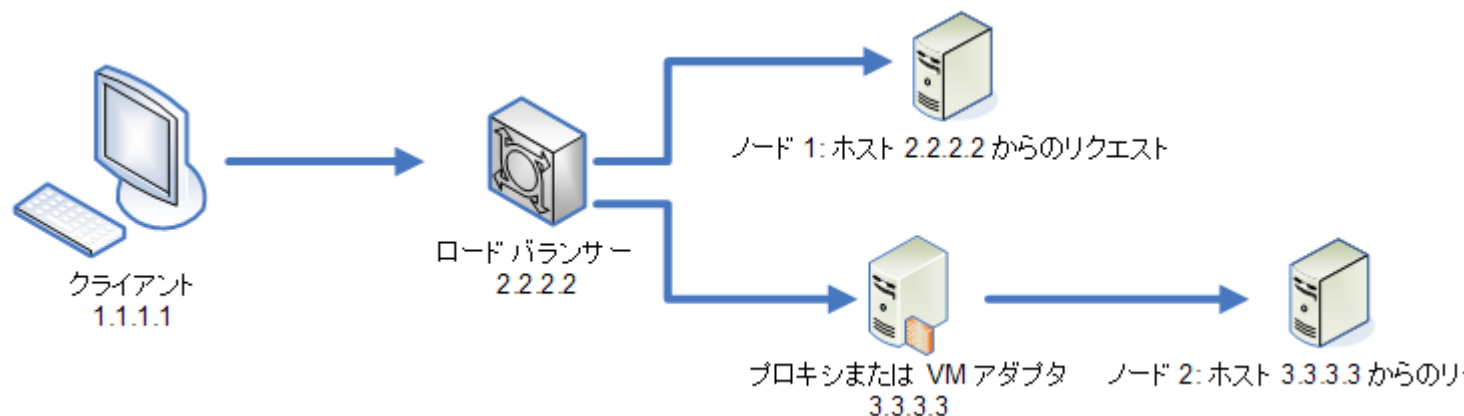 ノード 1: ホスト 2.2.2.2 からのリクエスト
ロード バランサー
2.2.2.2
クライアント
1.1.1.1
プロキシまたは VM アダプタ
3.3.3.3
ノード 2: ホスト 3.3.3.3 からのリ